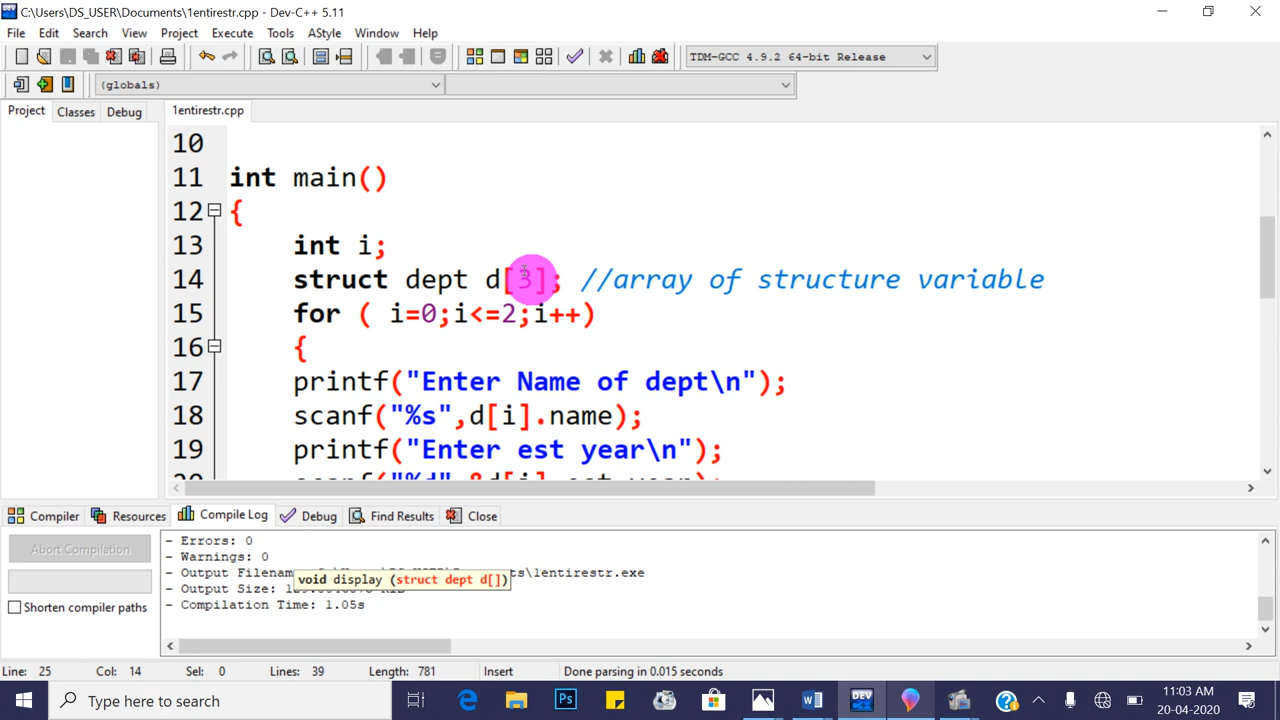 C:\Users\DS_USER\Documents\1entirestr.cpp - Dev-C++ 5.11
File Edit Search View Project Execute Tools AStyle Window Help
TDM-GCC 4.9.2 64-bit Release
(globals)
Project Classes Debug
1entirestr.cpp
10
11 int main()
12 {
13 int i;
14 struct dept d[3]; //array of structure variable
15 for ( i=0;i<=2;i++)
16 {
17 printf("Enter Name of dept\n");
18 scanf("%s",d[i].name);
19 printf("Enter est year\n");
Compiler Resources Compile Log Debug Find Results Close
Abort Compilation
Shorten compiler paths
- Errors: 0
- Warnings: 0
- Output Filenam ts\1entirestr.exe
void display (struct dept d[])
- Output Size:
- Compilation Time: 1.05s
Line: 25 Col: 14 Sel: 0 Lines: 39 Length: 781 Insert Done parsing in 0.015 seconds
Type here to search
Ps
W
DEV
11:03 AM
20-04-2020